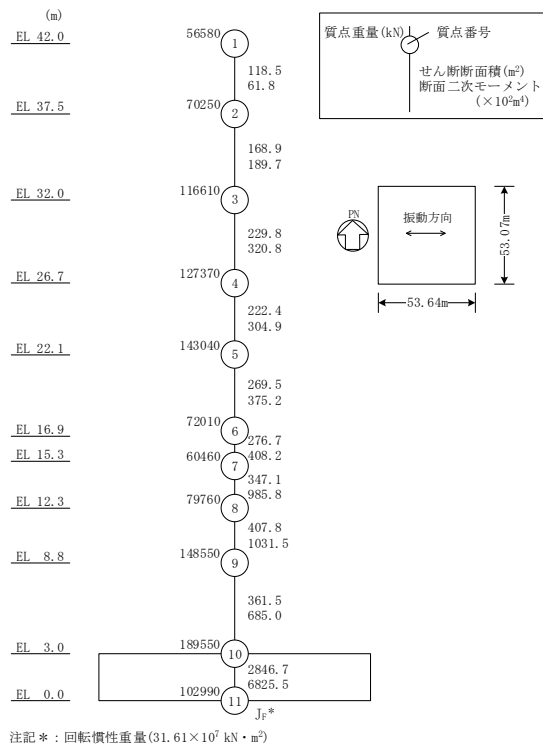 (m)
EL 42.0
56580
1
118.5
61.8
EL 37.5
70250
2
168.9
189.7
EL 32.0
116610
3
229.8
320.8
EL 26.7
127370
4
222.4
304.9
EL 22.1
143040
5
269.5
375.2
EL 16.9
72010
6
276.7
408.2
EL 15.3
60460
7
347.1
985.8
EL 12.3
79760
8
407.8
1031.5
EL 8.8
148550
9
361.5
685.0
EL 3.0
189550
10
2846.7
6825.5
EL 0.0
102990
11
J_F*
質点重量(kN)
質点番号
せん断断面積(m²)
断面二次モーメント
(×10²m⁴)
PN
振動方向
53.07m
53.64m
注記*:回転慣性重量(31.61×10⁷ kN・m²)